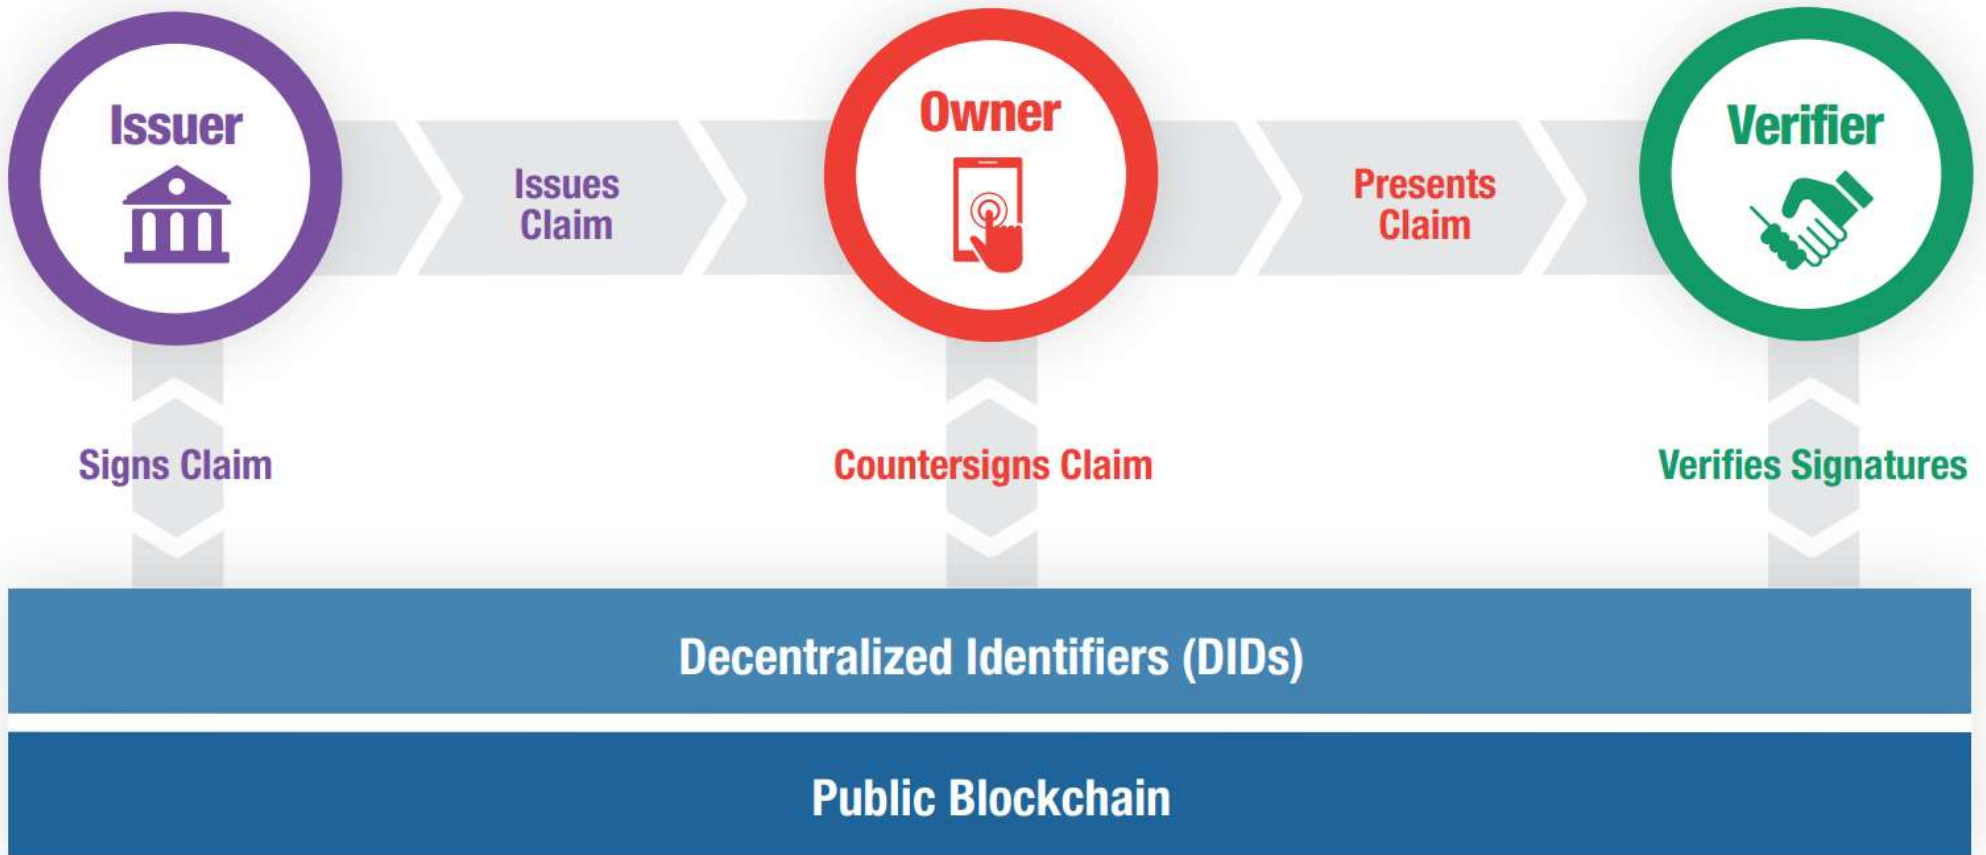 Issuer
Owner
Verifier
Issues
Claim
Presents
Claim
Signs Claim
Countersigns Claim
Verifies Signatures
Decentralized Identifiers (DIDs)
Public Blockchain